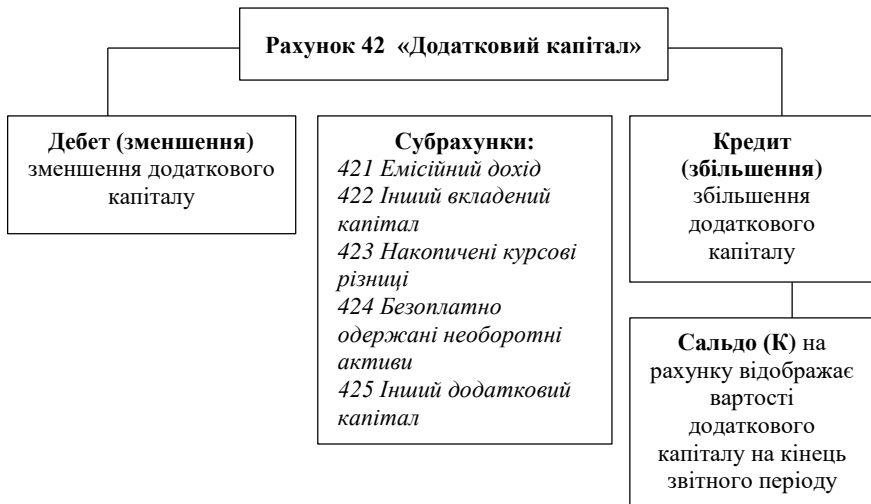 Рахунок 42 «Додатковий капітал»
Дебет (зменшення)
зменшення додаткового
капіталу
Субрахунки:
421 Емісійний дохід
422 Інший вкладений
капітал
423 Накопичені курсові
різниці
424 Безоплатно
одержані необоротні
активи
425 Інший додатковий
капітал
Кредит
(збільшення)
збільшення
додаткового
капіталу
Сальдо (К) на
рахунку відображає
вартості
додаткового
капіталу на кінець
звітного періоду